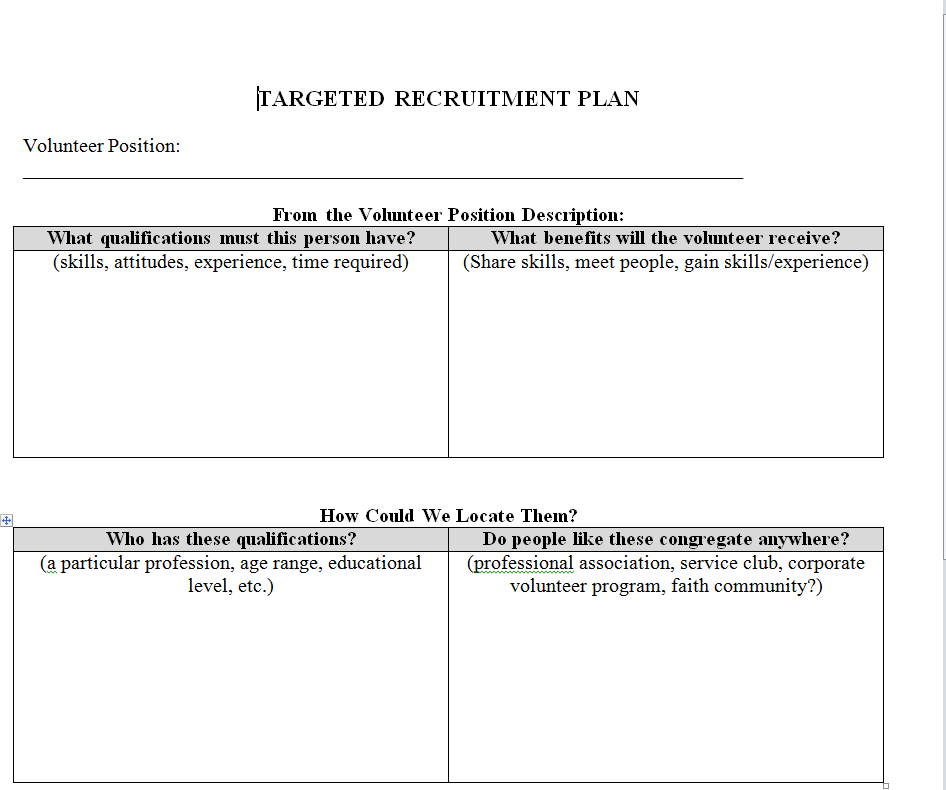 TARGETED RECRUITMENT PLAN
Volunteer Position:
From the Volunteer Position Description:
What qualifications must this person have?
(skills, attitudes, experience, time required)
What benefits will the volunteer receive?
(Share skills, meet people, gain skills/experience)
How Could We Locate Them?
Who has these qualifications?
(a particular profession, age range, educational
level, etc.)
Do people like these congregate anywhere?
(professional association, service club, corporate
volunteer program, faith community?)